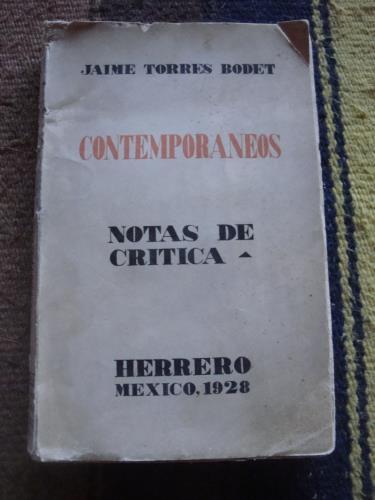 JAIME TORRES BODET
CONTEMPORANEOS
NOTAS DE
CRITICA
HERRERO
MEXICO, 1928